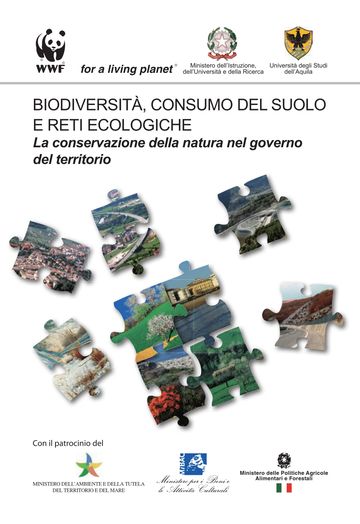 WWF
for a living planet®
Ministero dell'Istruzione,
dell'Università e della Ricerca
Università degli Studi
dell'Aquila
BIODIVERSITÀ, CONSUMO DEL SUOLO
E RETI ECOLOGICHE
La conservazione della natura nel governo
del territorio
Con il patrocinio del
MINISTERO DELL'AMBIENTE E DELLA TUTELA
DEL TERRITORIO E DEL MARE
Ministero per i Beni e
le Attività Culturali
Ministero delle Politiche Agricole
Alimentari e Forestali